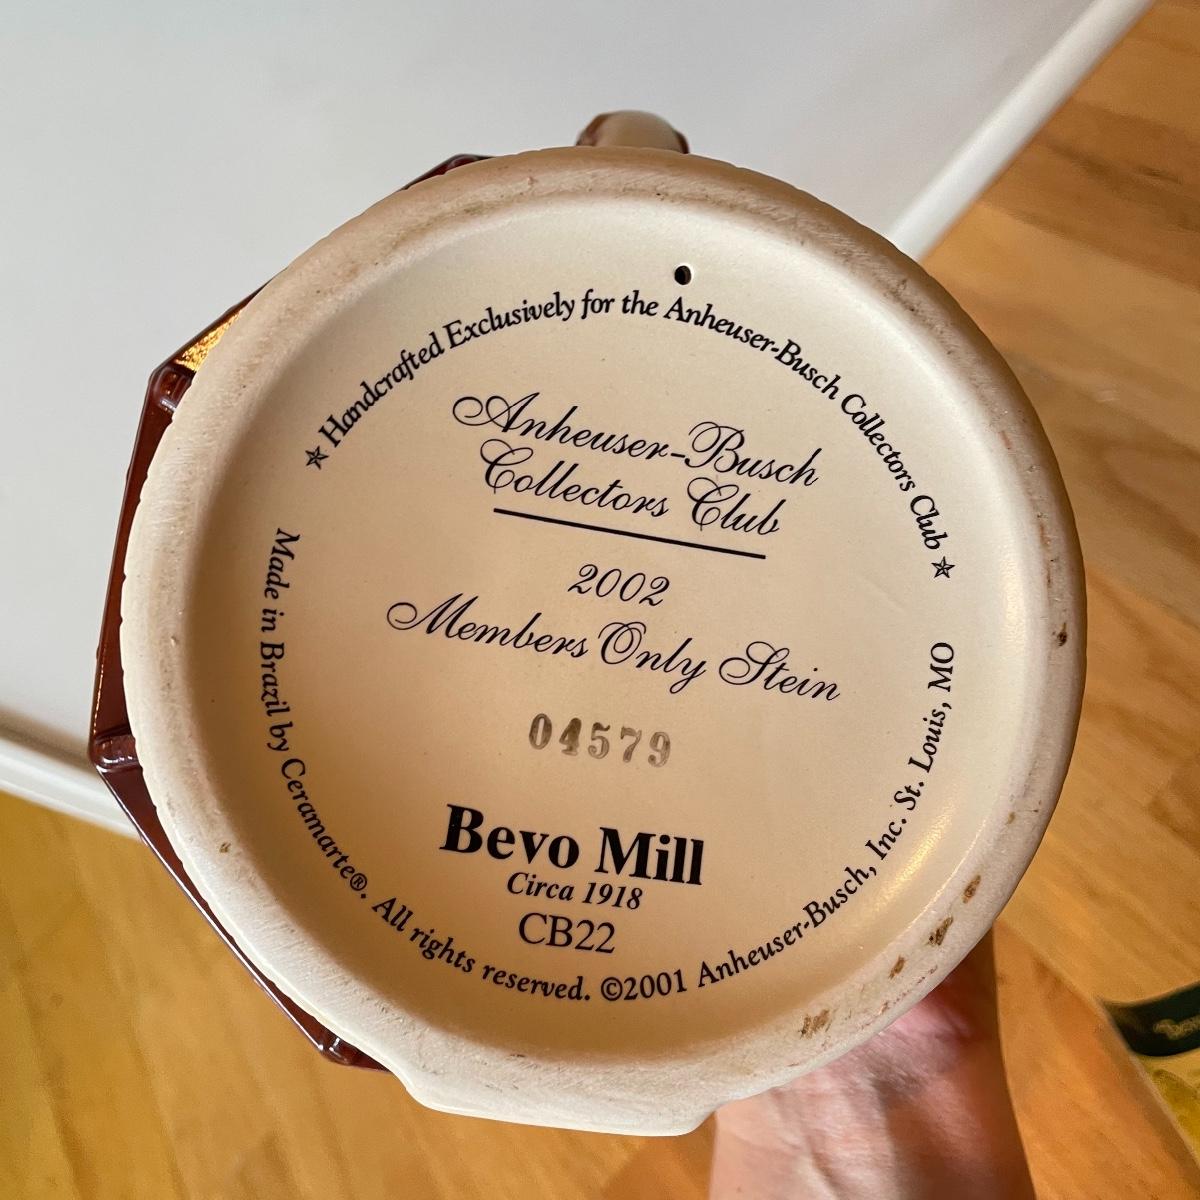 ★ Handcrafted Exclusively for the Anheuser-Busch Collectors Club ★
Anheuser-Busch
Collectors Club
2002
Members Only Stein
04579
Bevo Mill
Circa 1918
CB22
Made in Brazil by Ceramarte®. All rights reserved. ©2001 Anheuser-Busch, Inc. St. Louis, MO